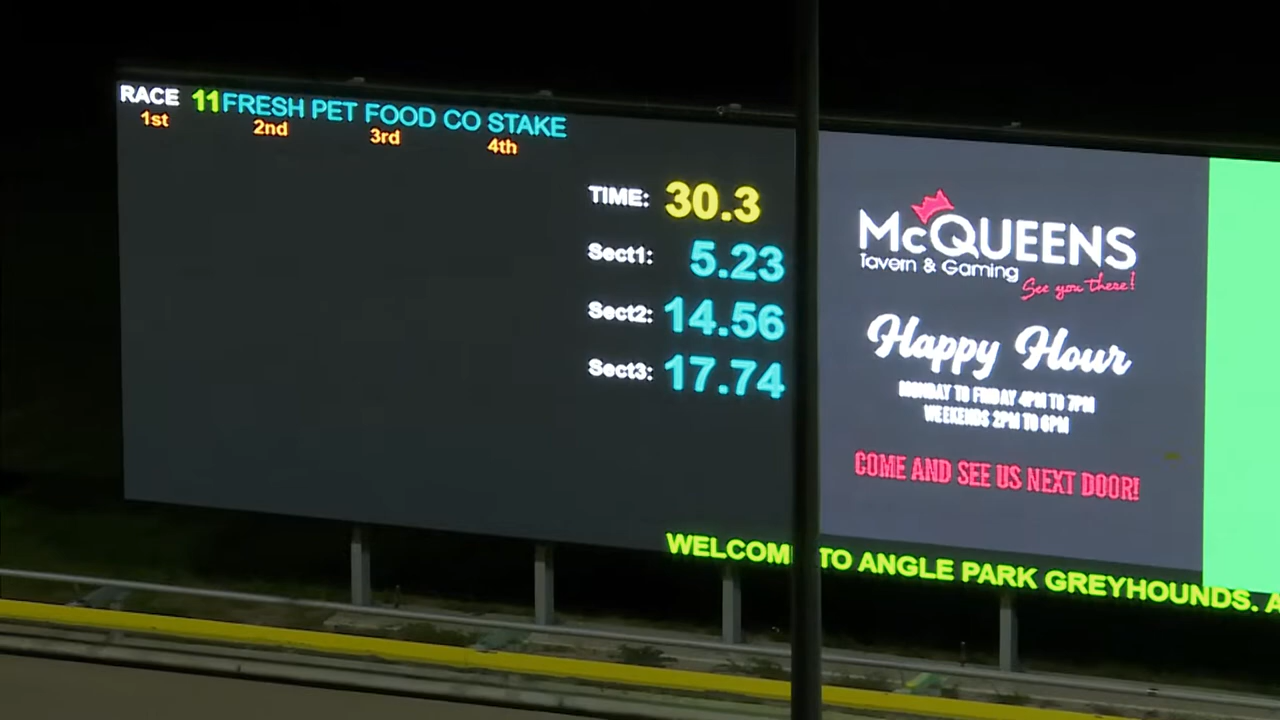 RACE 11 FRESH PET FOOD CO STAKE
1st 2nd 3rd 4th
TIME: 30.3
Sect1: 5.23
Sect2: 14.56
Sect3: 17.74
McQUEENS
Tavern & Gaming
See you there!
Happy Hour
MONDAY TO FRIDAY 4PM TO 7PM
WEEKENDS 2PM TO 6PM
COME AND SEE US NEXT DOOR!
WELCOM TO ANGLE PARK GREYHOUNDS. A